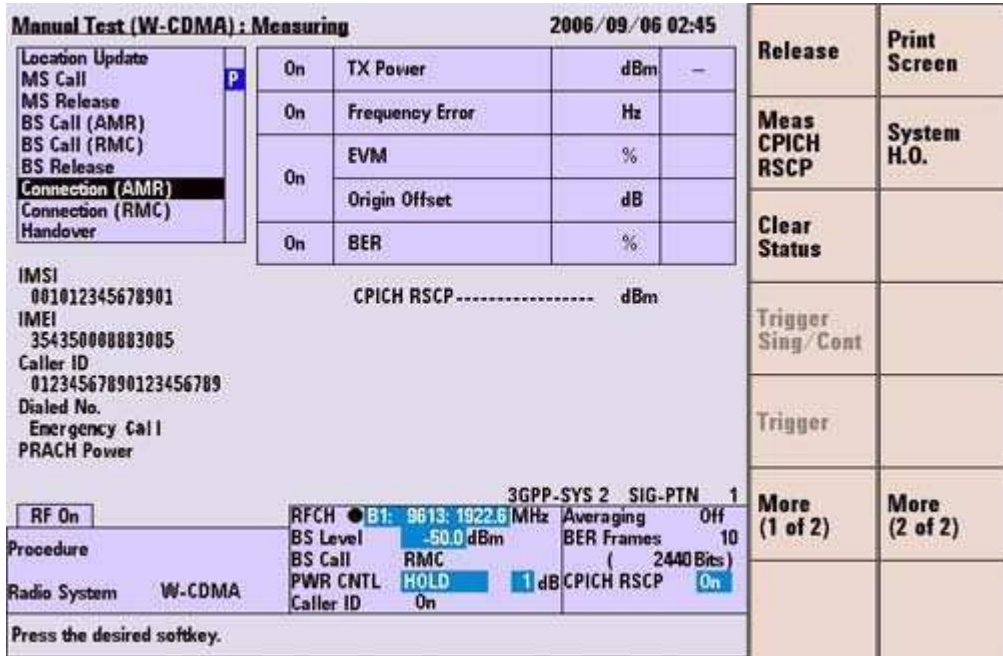 Manual Test (W-CDMA) : Measuring 2006/09/06 02:45
Location Update
MS Call P
MS Release
BS Call (AMR)
BS Call (RMC)
BS Release
Connection (AMR)
Connection (RMC)
Handover
On TX Power dBm –
On Frequency Error Hz
On EVM %
Origin Offset dB
On BER %
IMSI
001012345678901
IMEI
354350008883085
Caller ID
01234567890123456789
Dialed No.
Emergency Call
PRACH Power
CPICH RSCP----------------- dBm
3GPP-SYS 2 SIG-PTN 1
RF On
Procedure
Radio System W-CDMA
RFCH ●B1: 9613: 1922.6 MHz
BS Level -50.0 dBm
BS Call RMC
PWR CNTL HOLD 1 dB
Caller ID On
Averaging Off
BER Frames 10
( 2440 Bits)
CPICH RSCP On
Press the desired softkey.
Release
Print
Screen
Meas
CPICH
RSCP
System
H.O.
Clear
Status
Trigger
Sing/Cont
Trigger
More
(1 of 2)
More
(2 of 2)